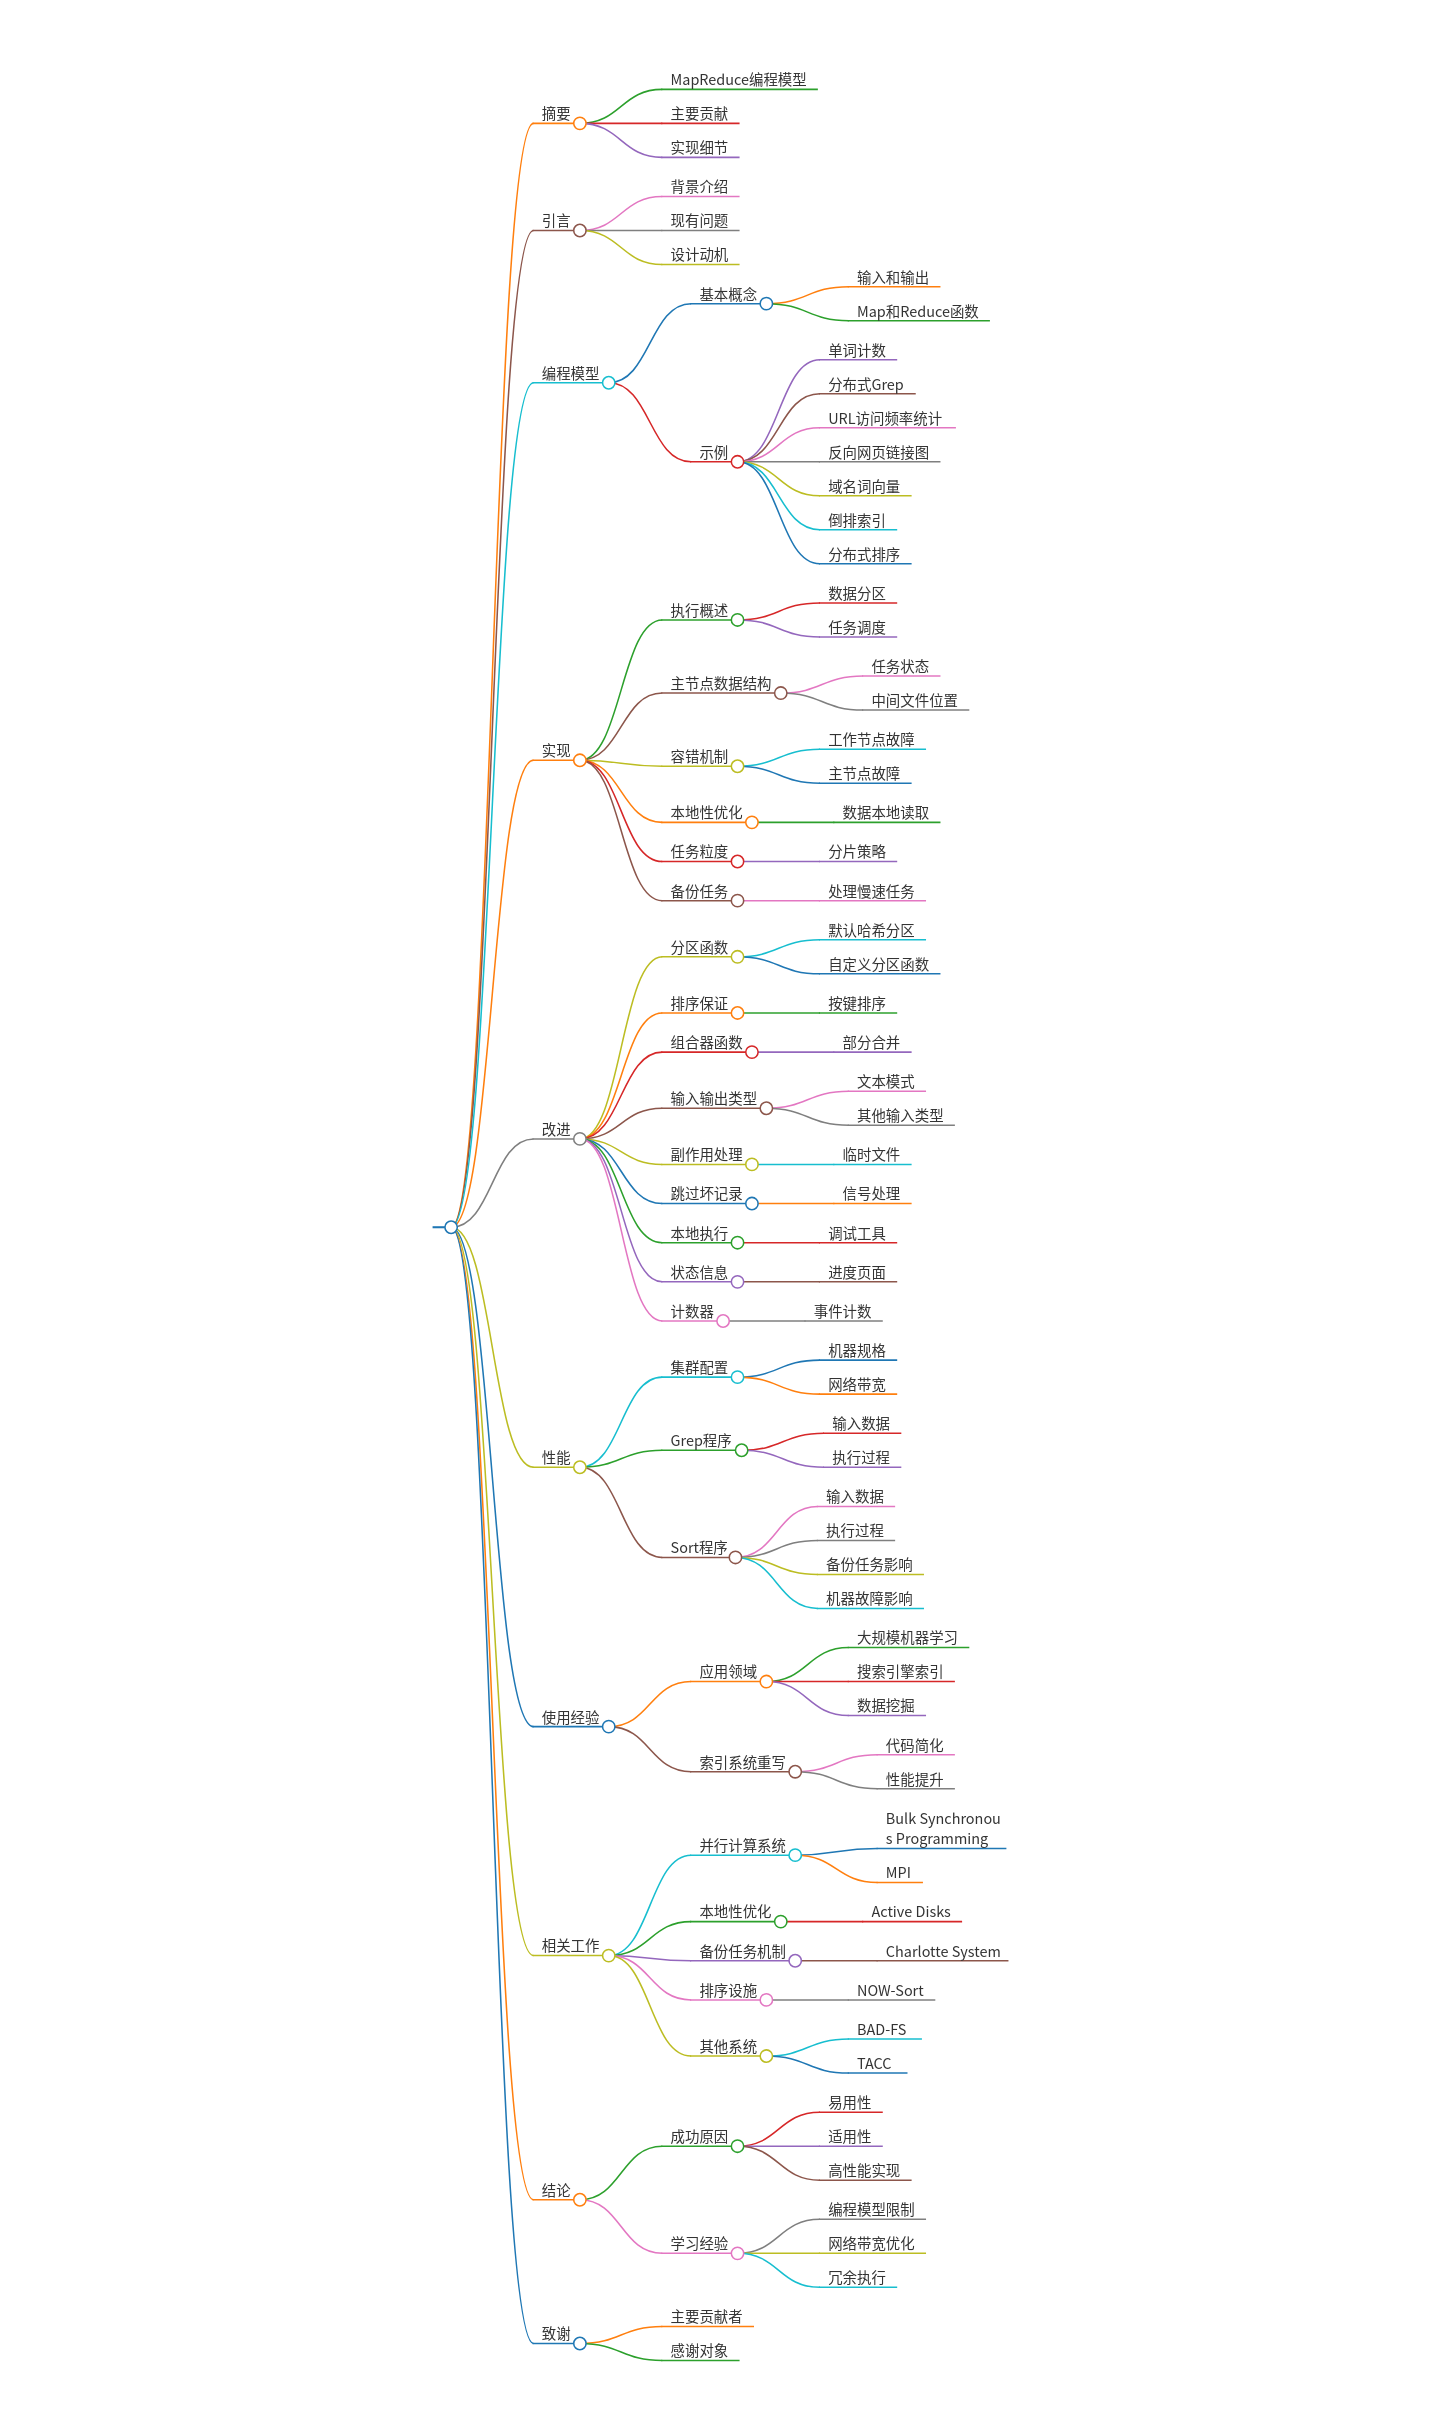 摘要
MapReduce编程模型
主要贡献
实现细节
引言
背景介绍
现有问题
设计动机
编程模型
基本概念
输入和输出
Map和Reduce函数
示例
单词计数
分布式Grep
URL访问频率统计
反向网页链接图
域名词向量
倒排索引
分布式排序
实现
执行概述
数据分区
任务调度
主节点数据结构
任务状态
中间文件位置
容错机制
工作节点故障
主节点故障
本地性优化
数据本地读取
任务粒度
分片策略
备份任务
处理慢速任务
改进
分区函数
默认哈希分区
自定义分区函数
排序保证
按键排序
组合器函数
部分合并
输入输出类型
文本模式
其他输入类型
副作用处理
临时文件
跳过坏记录
信号处理
本地执行
调试工具
状态信息
进度页面
计数器
事件计数
性能
集群配置
机器规格
网络带宽
Grep程序
输入数据
执行过程
Sort程序
输入数据
执行过程
备份任务影响
机器故障影响
使用经验
应用领域
大规模机器学习
搜索引擎索引
数据挖掘
索引系统重写
代码简化
性能提升
相关工作
并行计算系统
Bulk Synchronou
s Programming
MPI
本地性优化
Active Disks
备份任务机制
Charlotte System
排序设施
NOW-Sort
其他系统
BAD-FS
TACC
结论
成功原因
易用性
适用性
高性能实现
学习经验
编程模型限制
网络带宽优化
冗余执行
致谢
主要贡献者
感谢对象